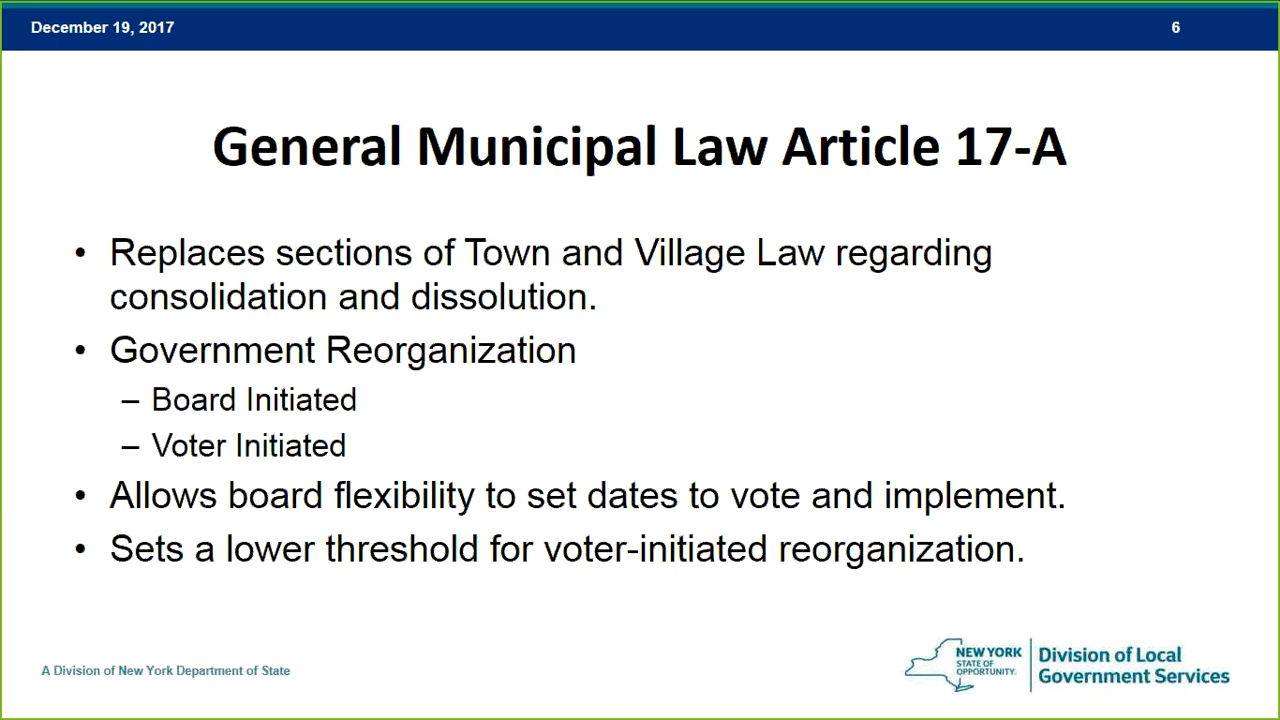 December 19, 2017
6
General Municipal Law Article 17-A
• Replaces sections of Town and Village Law regarding
consolidation and dissolution.
• Government Reorganization
– Board Initiated
– Voter Initiated
• Allows board flexibility to set dates to vote and implement.
• Sets a lower threshold for voter-initiated reorganization.
A Division of New York Department of State
NEW YORK
STATE OF
OPPORTUNITY.
Division of Local
Government Services